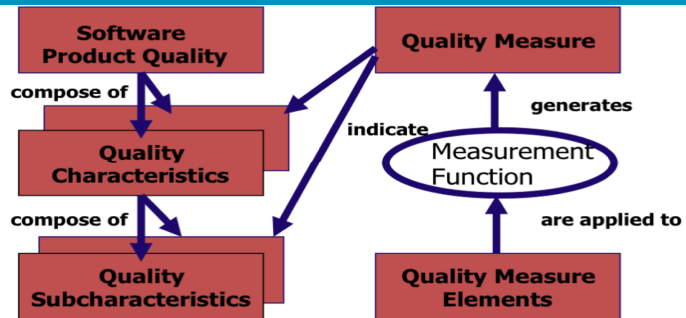 Software
Product Quality
Quality Measure
compose of
generates
indicate
Quality
Characteristics
Measurement
Function
compose of
are applied to
Quality
Subcharacteristics
Quality Measure
Elements